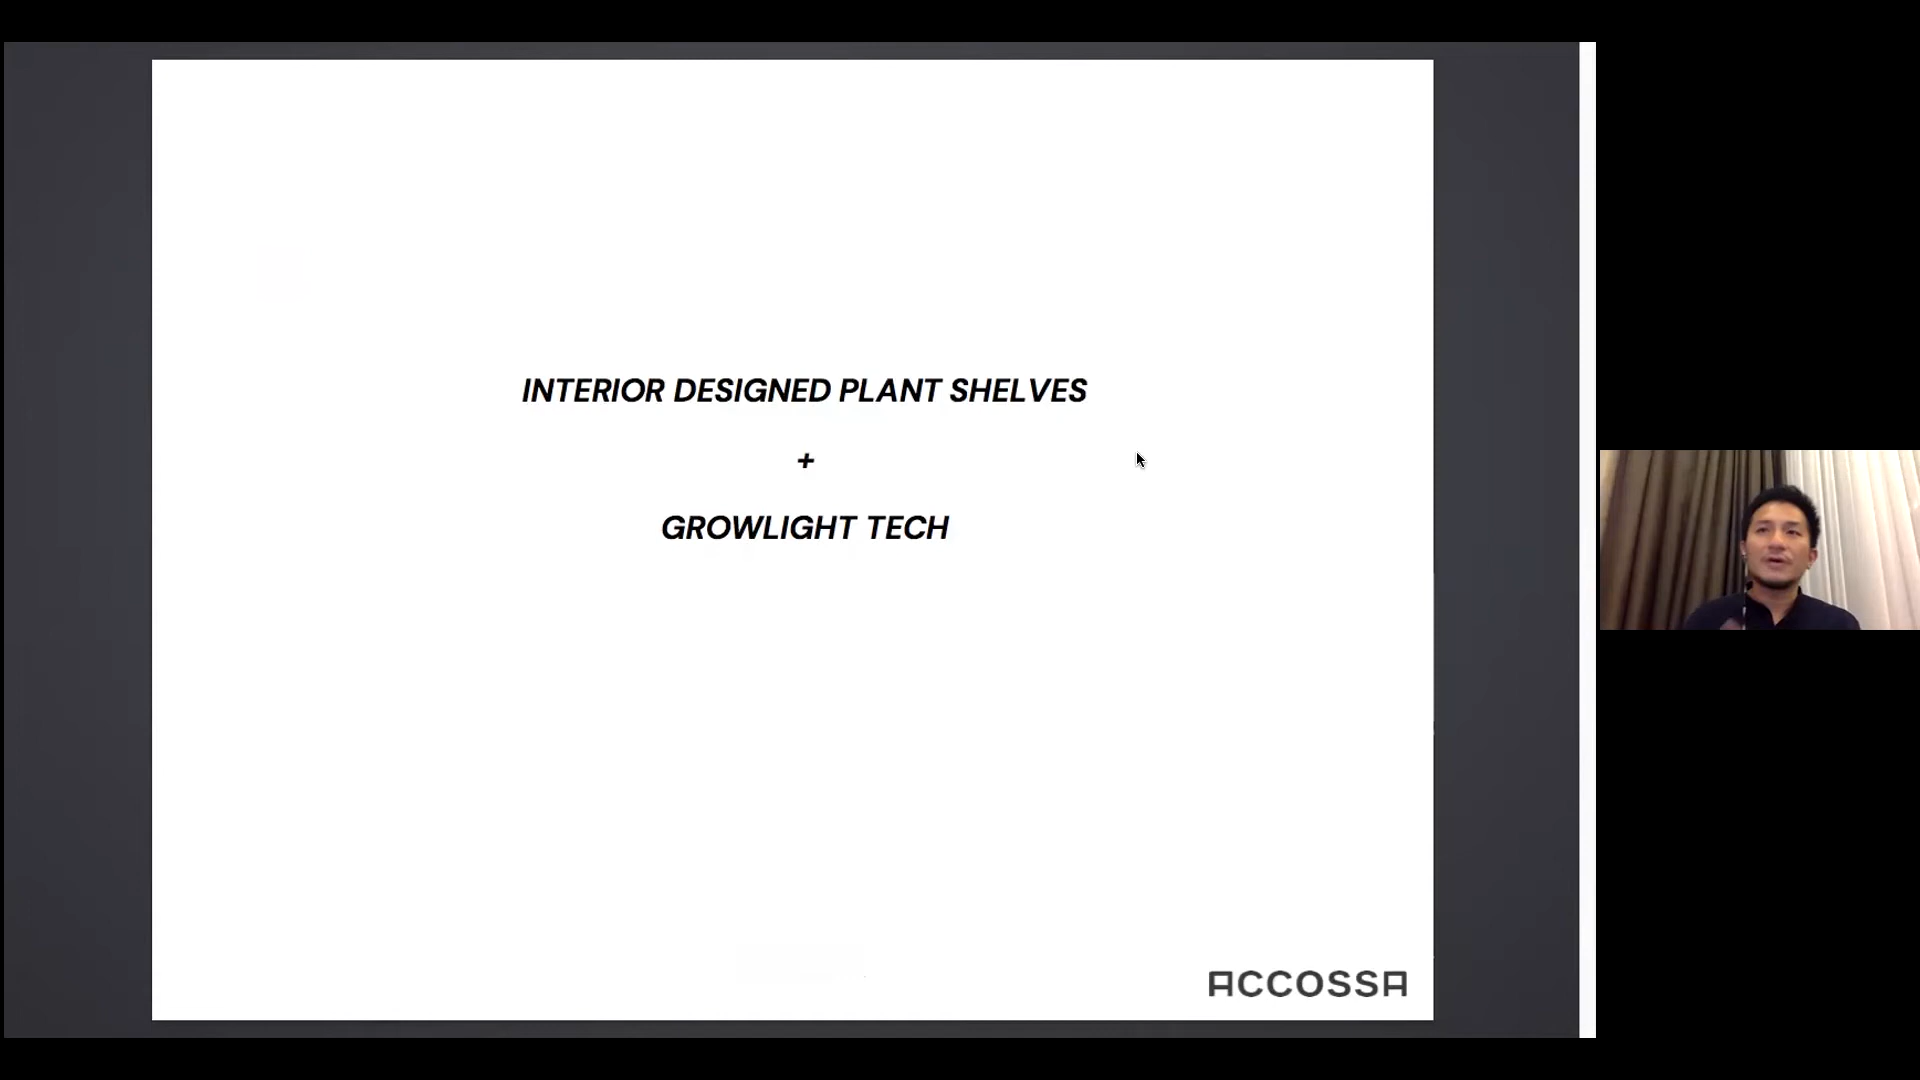 INTERIOR DESIGNED PLANT SHELVES
+
GROWLIGHT TECH
ACCOSSA